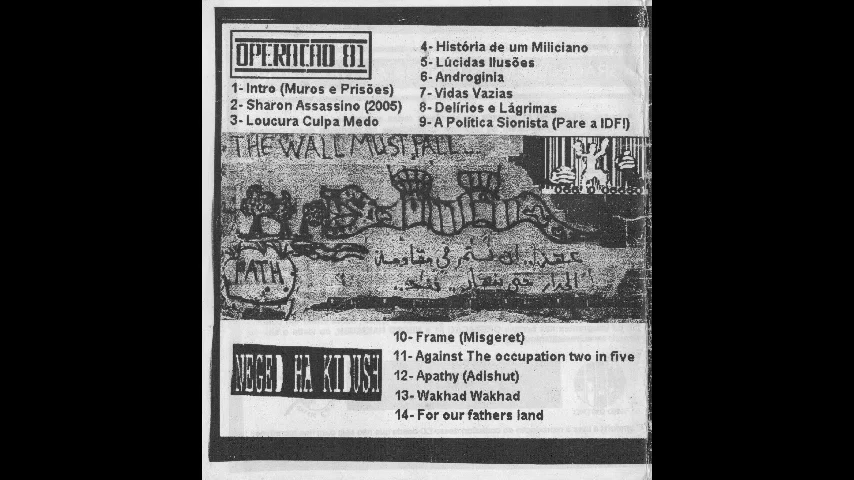 OPERACAO 81
1- Intro (Muros e Prisões)
2- Sharon Assassino (2005)
3- Loucura Culpa Medo
4- História de um Miliciano
5- Lúcidas Ilusões
6- Androginia
7- Vidas Vazias
8- Delírios e Lágrimas
9- A Política Sionista (Pare a IDF!)
THE WALL MUST FALL...
PATH
NEGED HA KIBUSH
10- Frame (Misgeret)
11- Against The occupation two in five
12- Apathy (Adishut)
13- Wakhad Wakhad
14- For our fathers land